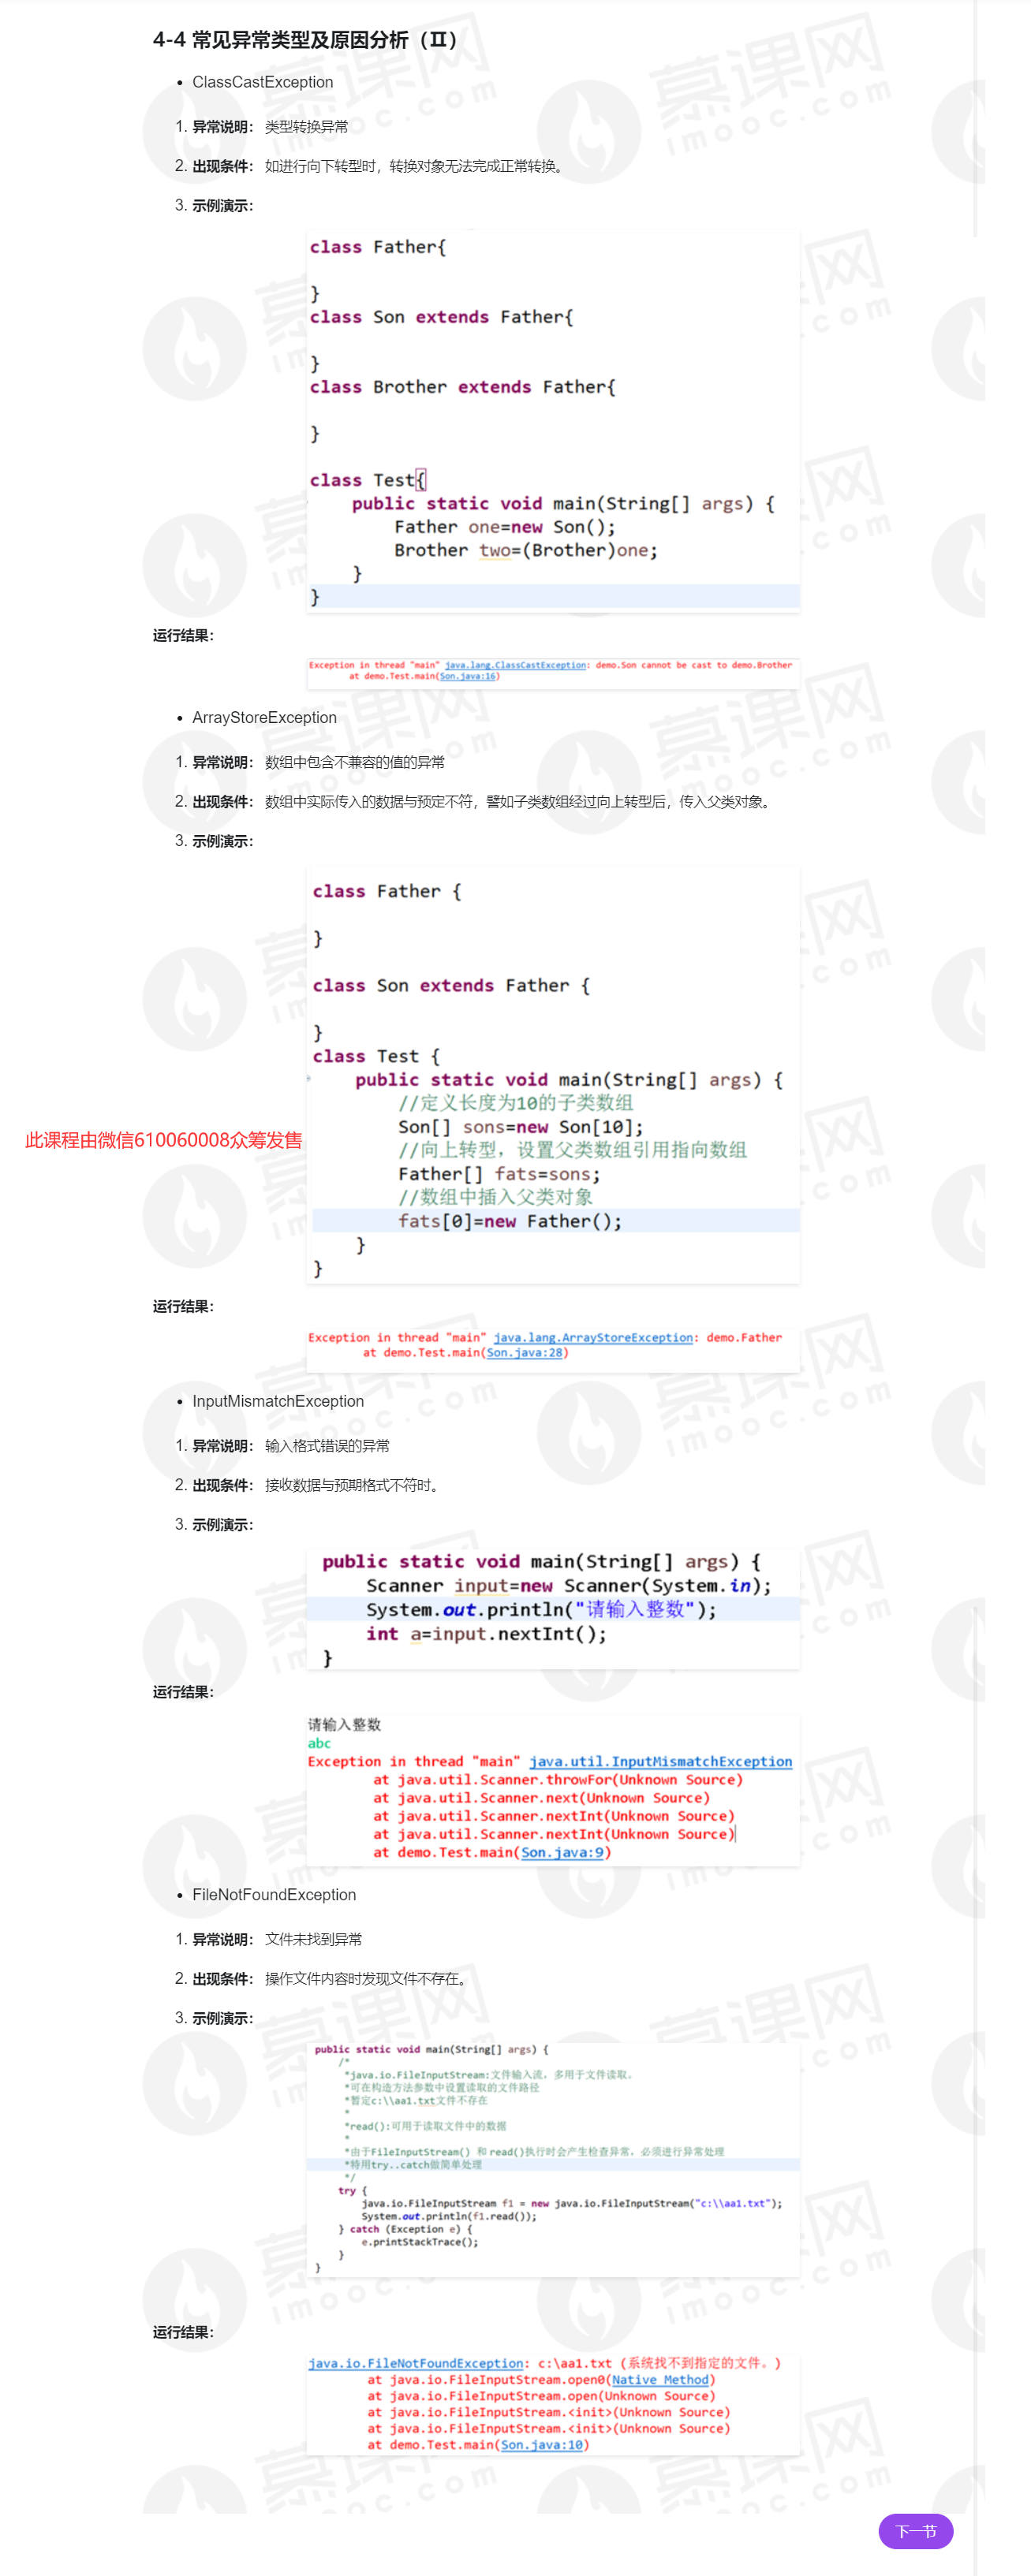 4-4 常见异常类型及原因分析（Ⅱ）
• ClassCastException
1. 异常说明： 类型转换异常
2. 出现条件： 如进行向下转型时，转换对象无法完成正常转换。
3. 示例演示：
class Father{
}
class Son extends Father{
}
class Brother extends Father{
}
class Test{
public static void main(String[] args) {
Father one=new Son();
Brother two=(Brother)one;
}
}
运行结果：
Exception in thread "main" java.lang.ClassCastException: demo.Son cannot be cast to demo.Brother
at demo.Test.main(Son.java:16)
• ArrayStoreException
1. 异常说明： 数组中包含不兼容的值的异常
2. 出现条件： 数组中实际传入的数据与预定不符，譬如子类数组经过向上转型后，传入父类对象。
3. 示例演示：
class Father {
}
class Son extends Father {
}
class Test {
public static void main(String[] args) {
//定义长度为10的子类数组
Son[] sons=new Son[10];
//向上转型，设置父类数组引用指向数组
Father[] fats=sons;
//数组中插入父类对象
fats[0]=new Father();
}
}
此课程由微信610060008众筹发售
运行结果：
Exception in thread "main" java.lang.ArrayStoreException: demo.Father
at demo.Test.main(Son.java:28)
• InputMismatchException
1. 异常说明： 输入格式错误的异常
2. 出现条件： 接收数据与预期格式不符时。
3. 示例演示：
public static void main(String[] args) {
Scanner input=new Scanner(System.in);
System.out.println("请输入整数");
int a=input.nextInt();
}
运行结果：
请输入整数
abc
Exception in thread "main" java.util.InputMismatchException
at java.util.Scanner.throwFor(Unknown Source)
at java.util.Scanner.next(Unknown Source)
at java.util.Scanner.nextInt(Unknown Source)
at java.util.Scanner.nextInt(Unknown Source)
at demo.Test.main(Son.java:9)
• FileNotFoundException
1. 异常说明： 文件未找到异常
2. 出现条件： 操作文件内容时发现文件不存在。
3. 示例演示：
public static void main(String[] args) {
/*
*java.io.FileInputStream:文件输入流，多用于文件读取，
*可在构造方法参数中设置读取的文件路径
*暂定c:\\aa1.txt文件不存在
*
*read():可用于读取文件中的数据
*
*由于FileInputStream() 和 read()执行时会产生检查异常，必须进行异常处理
*特用try..catch做简单处理
*/
try {
java.io.FileInputStream f1 = new java.io.FileInputStream("c:\\aa1.txt");
System.out.println(f1.read());
} catch (Exception e) {
e.printStackTrace();
}
}
运行结果：
java.io.FileNotFoundException: c:\aa1.txt (系统找不到指定的文件。)
at java.io.FileInputStream.open0(Native Method)
at java.io.FileInputStream.open(Unknown Source)
at java.io.FileInputStream.<init>(Unknown Source)
at java.io.FileInputStream.<init>(Unknown Source)
at demo.Test.main(Son.java:10)
下一节
慕课网
imooc.com